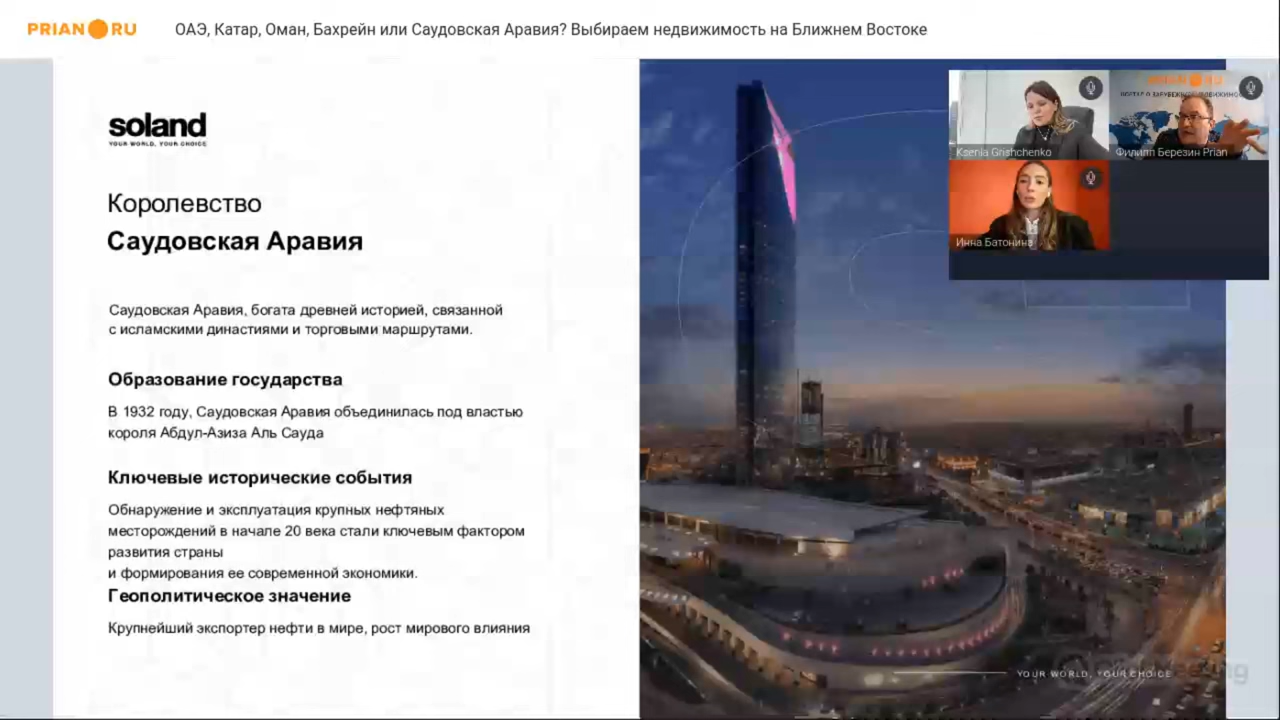 PRIAN RU
ОАЭ, Катар, Оман, Бахрейн или Саудовская Аравия? Выбираем недвижимость на Ближнем Востоке
soland
YOUR WORLD, YOUR CHOICE
Королевство
Саудовская Аравия
Саудовская Аравия, богата древней историей, связанной
с исламскими династиями и торговыми маршрутами.
Образование государства
В 1932 году, Саудовская Аравия объединилась под властью
короля Абдул-Азиза Аль Сауда
Ключевые исторические события
Обнаружение и эксплуатация крупных нефтяных
месторождений в начале 20 века стали ключевым фактором
развития страны
и формирования ее современной экономики.
Геополитическое значение
Крупнейший экспортер нефти в мире, рост мирового влияния
Ksenia Grishchenko
Филипп Березин Prian
Инна Батонина
YOUR WORLD, YOUR CHOICE